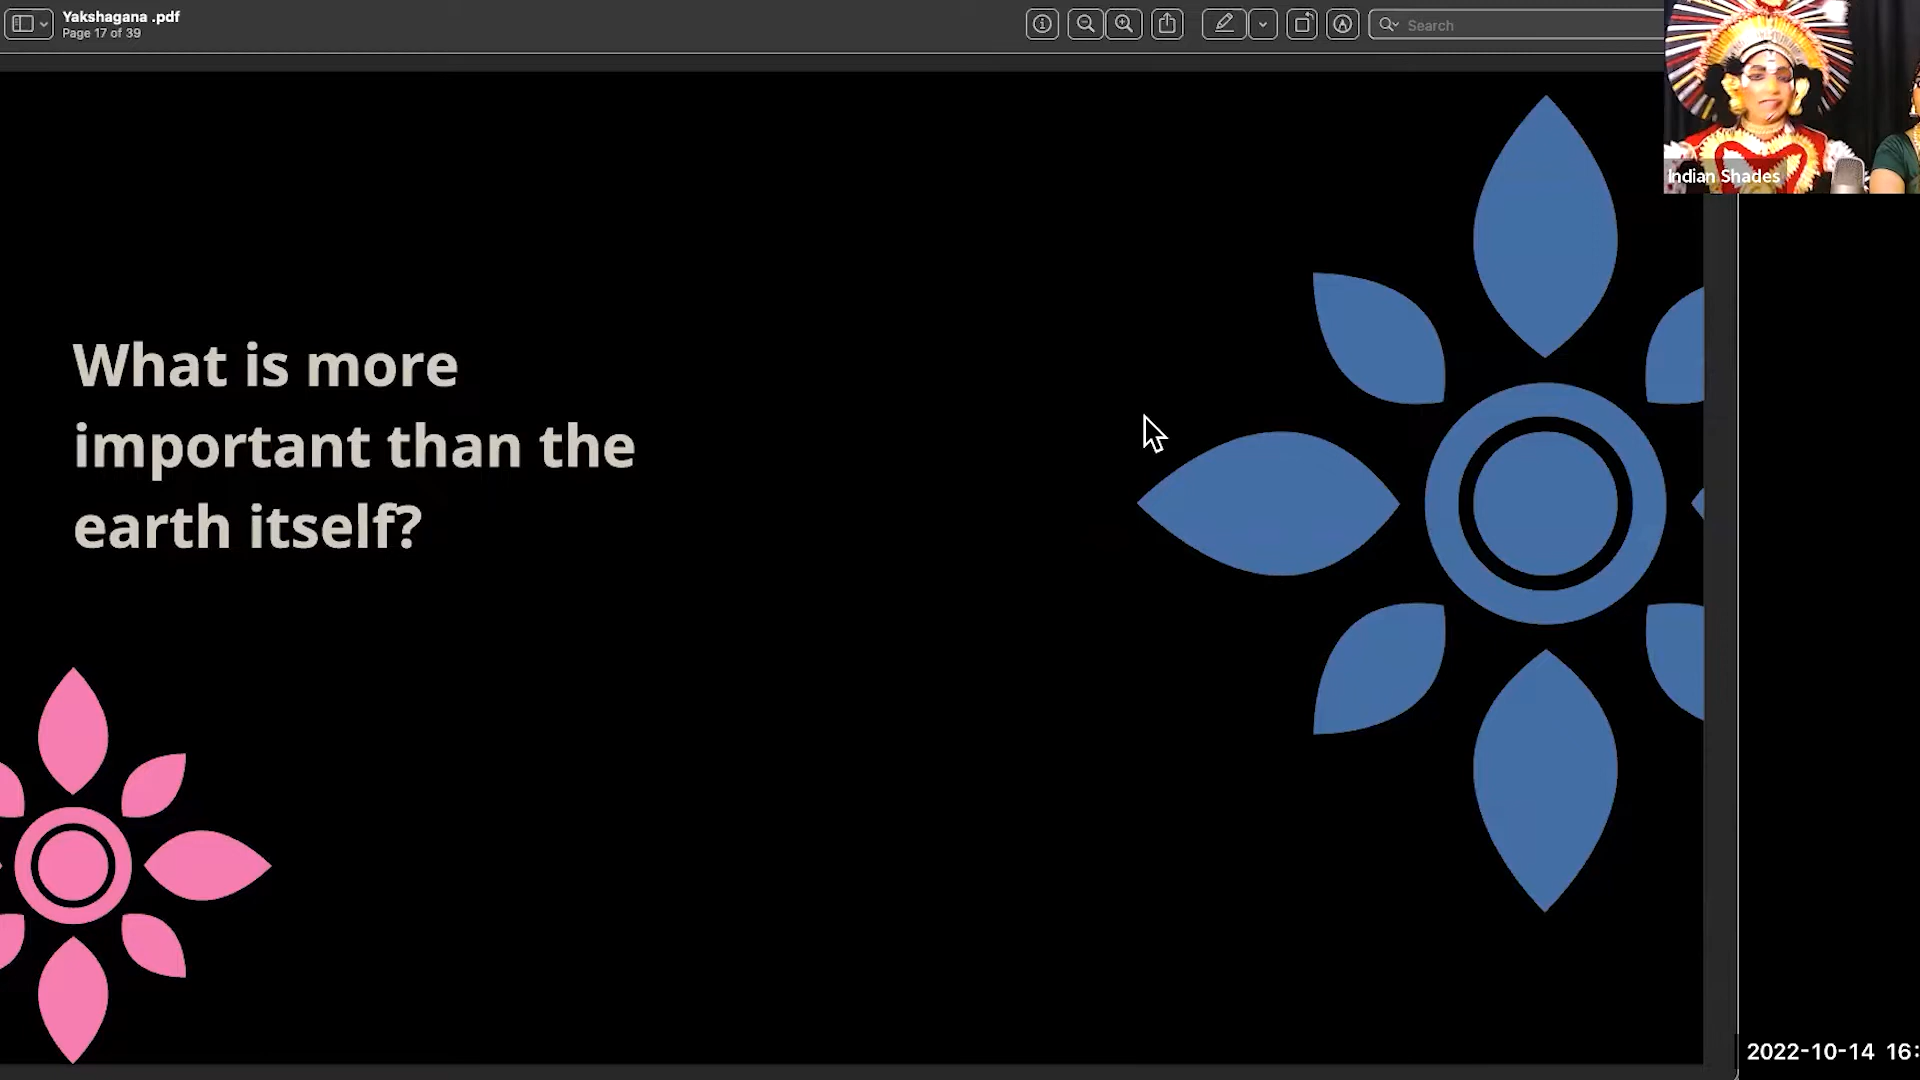 Yakshagana .pdf
Page 17 of 39
Search
Indian Shades
What is more
important than the
earth itself?
2022-10-14 16: